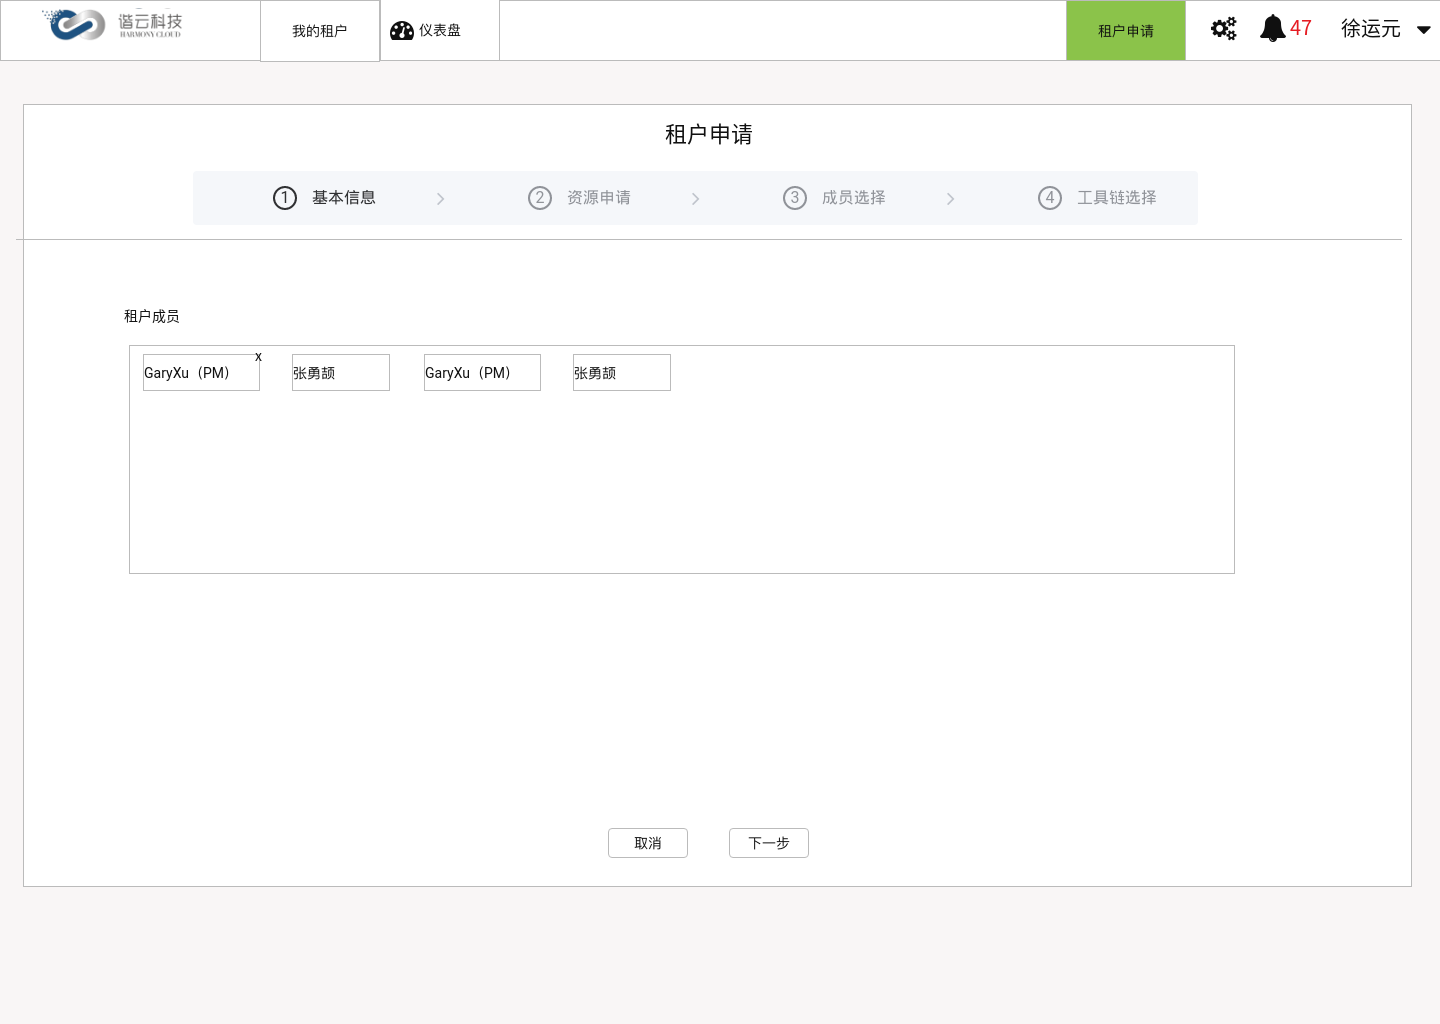 谐云科技
HARMONY CLOUD
我的租户
仪表盘
租户申请
47
徐运元
租户申请
1 基本信息
2 资源申请
3 成员选择
4 工具链选择
租户成员
GaryXu（PM） x
张勇颉
GaryXu（PM）
张勇颉
取消
下一步